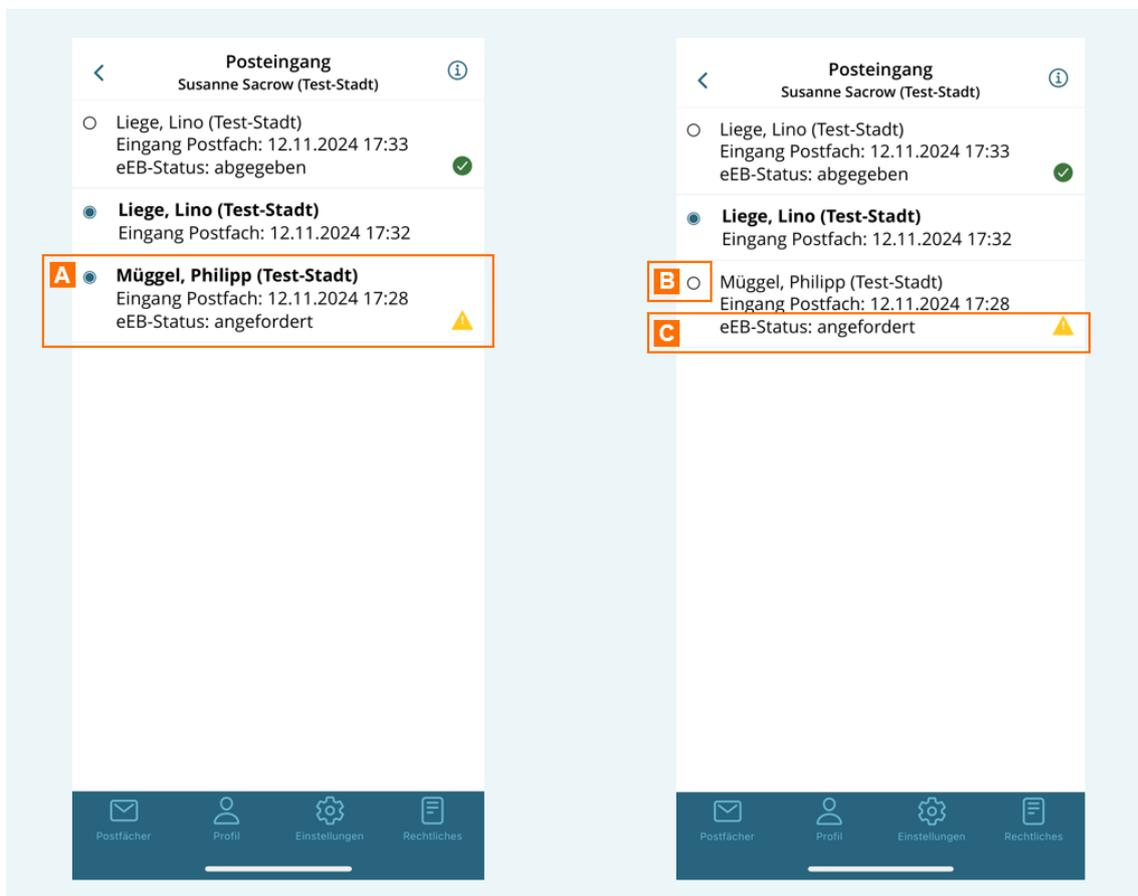 Posteingang
Susanne Sacrow (Test-Stadt)
Liege, Lino (Test-Stadt)
Eingang Postfach: 12.11.2024 17:33
eEB-Status: abgegeben
Liege, Lino (Test-Stadt)
Eingang Postfach: 12.11.2024 17:32
A
Müggel, Philipp (Test-Stadt)
Eingang Postfach: 12.11.2024 17:28
eEB-Status: angefordert
Postfächer
Profil
Einstellungen
Rechtliches
Posteingang
Susanne Sacrow (Test-Stadt)
Liege, Lino (Test-Stadt)
Eingang Postfach: 12.11.2024 17:33
eEB-Status: abgegeben
Liege, Lino (Test-Stadt)
Eingang Postfach: 12.11.2024 17:32
B
Müggel, Philipp (Test-Stadt)
Eingang Postfach: 12.11.2024 17:28
C
eEB-Status: angefordert
Postfächer
Profil
Einstellungen
Rechtliches